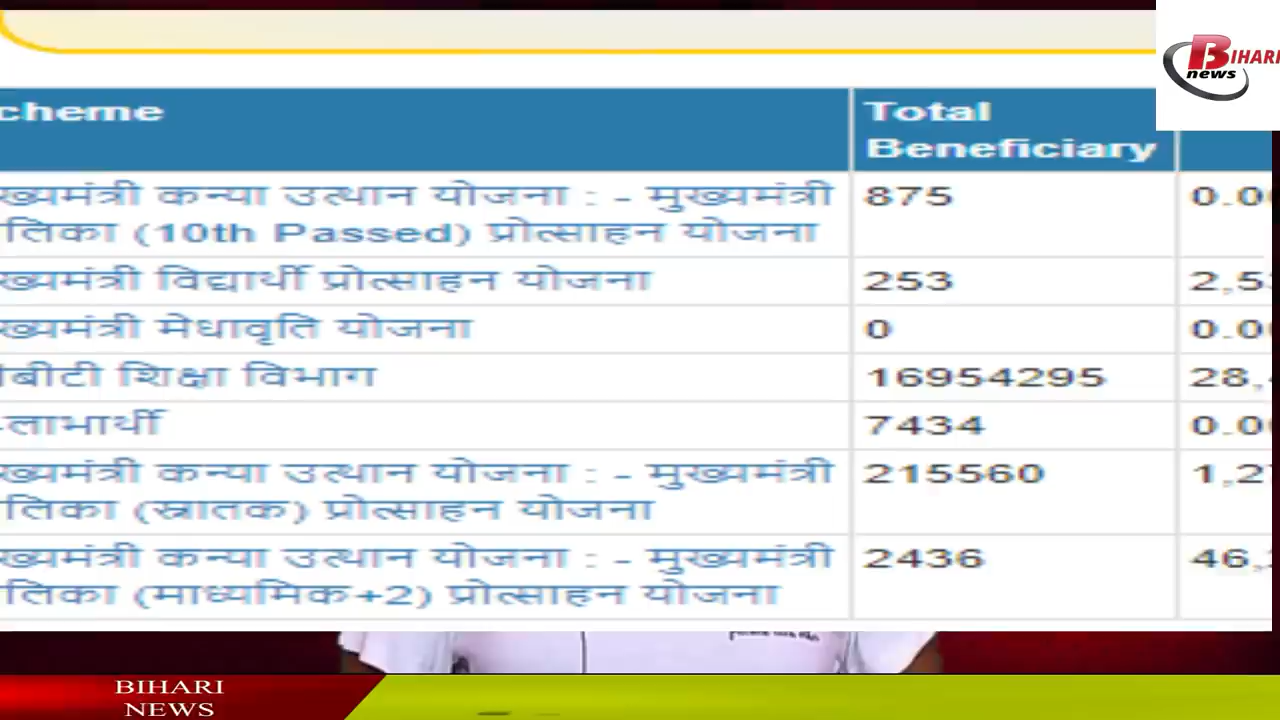 BIHARI
news
cheme
Total
Beneficiary
ख्यमंत्री कन्या उत्थान योजना : - मुख्यमंत्री
लिका (10th Passed) प्रोत्साहन योजना
875
0.0
ख्यमंत्री विद्यार्थी प्रोत्साहन योजना
253
2,5
ख्यमंत्री मेधावृति योजना
0
0.0
ीबीटी शिक्षा विभाग
16954295
28,
-लाभार्थी
7434
0.0
ख्यमंत्री कन्या उत्थान योजना : - मुख्यमंत्री
लिका (स्नातक) प्रोत्साहन योजना
215560
1,2
ख्यमंत्री कन्या उत्थान योजना : - मुख्यमंत्री
लिका (माध्यमिक+2) प्रोत्साहन योजना
2436
46,
BIHARI
NEWS